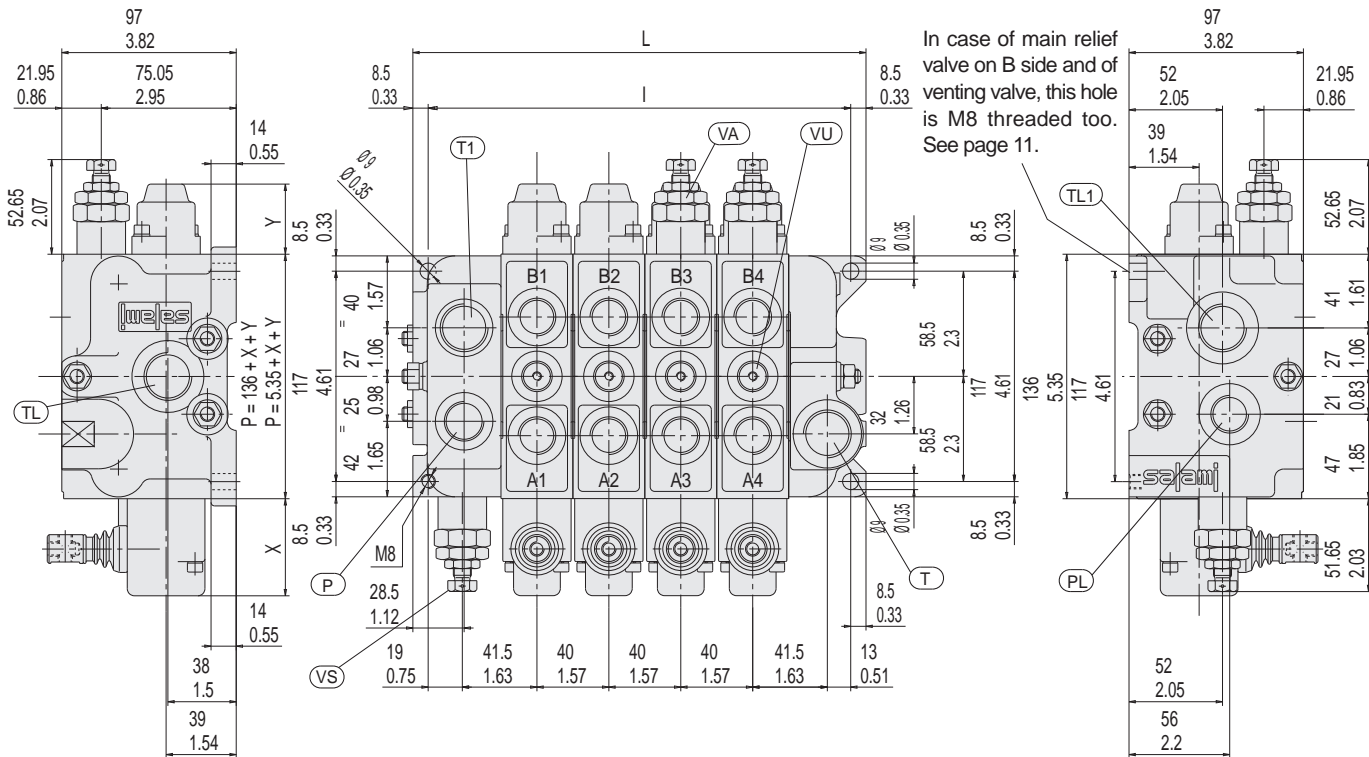 97
3.82
21.95
0.86
75.05
2.95
14
0.55
52.65
2.07
Y
salami
TL
P = 136 + X + Y
P = 5.35 + X + Y
X
14
0.55
38
1.5
39
1.54
L
8.5
0.33
I
8.5
0.33
T1
VA
VU
Ø 9
Ø 0.35
8.5
0.33
= 40
1.57
27
1.06
117
4.61
= 25
0.98
42
1.65
8.5
0.33
B1
B2
B3
B4
A1
A2
A3
A4
M8
P
VS
T
28.5
1.12
19
0.75
41.5
1.63
40
1.57
40
1.57
40
1.57
41.5
1.63
13
0.51
8.5
0.33
Ø 9
Ø 0.35
8.5
0.33
58.5
2.3
32
1.26
58.5
2.3
117
4.61
Ø 9
Ø 0.35
8.5
0.33
In case of main relief
valve on B side and of
venting valve, this hole
is M8 threaded too.
See page 11.
97
3.82
52
2.05
21.95
0.86
39
1.54
TL1
52.65
2.07
136
5.35
117
4.61
41
1.61
27
1.06
21
0.83
47
1.85
salami
PL
51.65
2.03
52
2.05
56
2.2